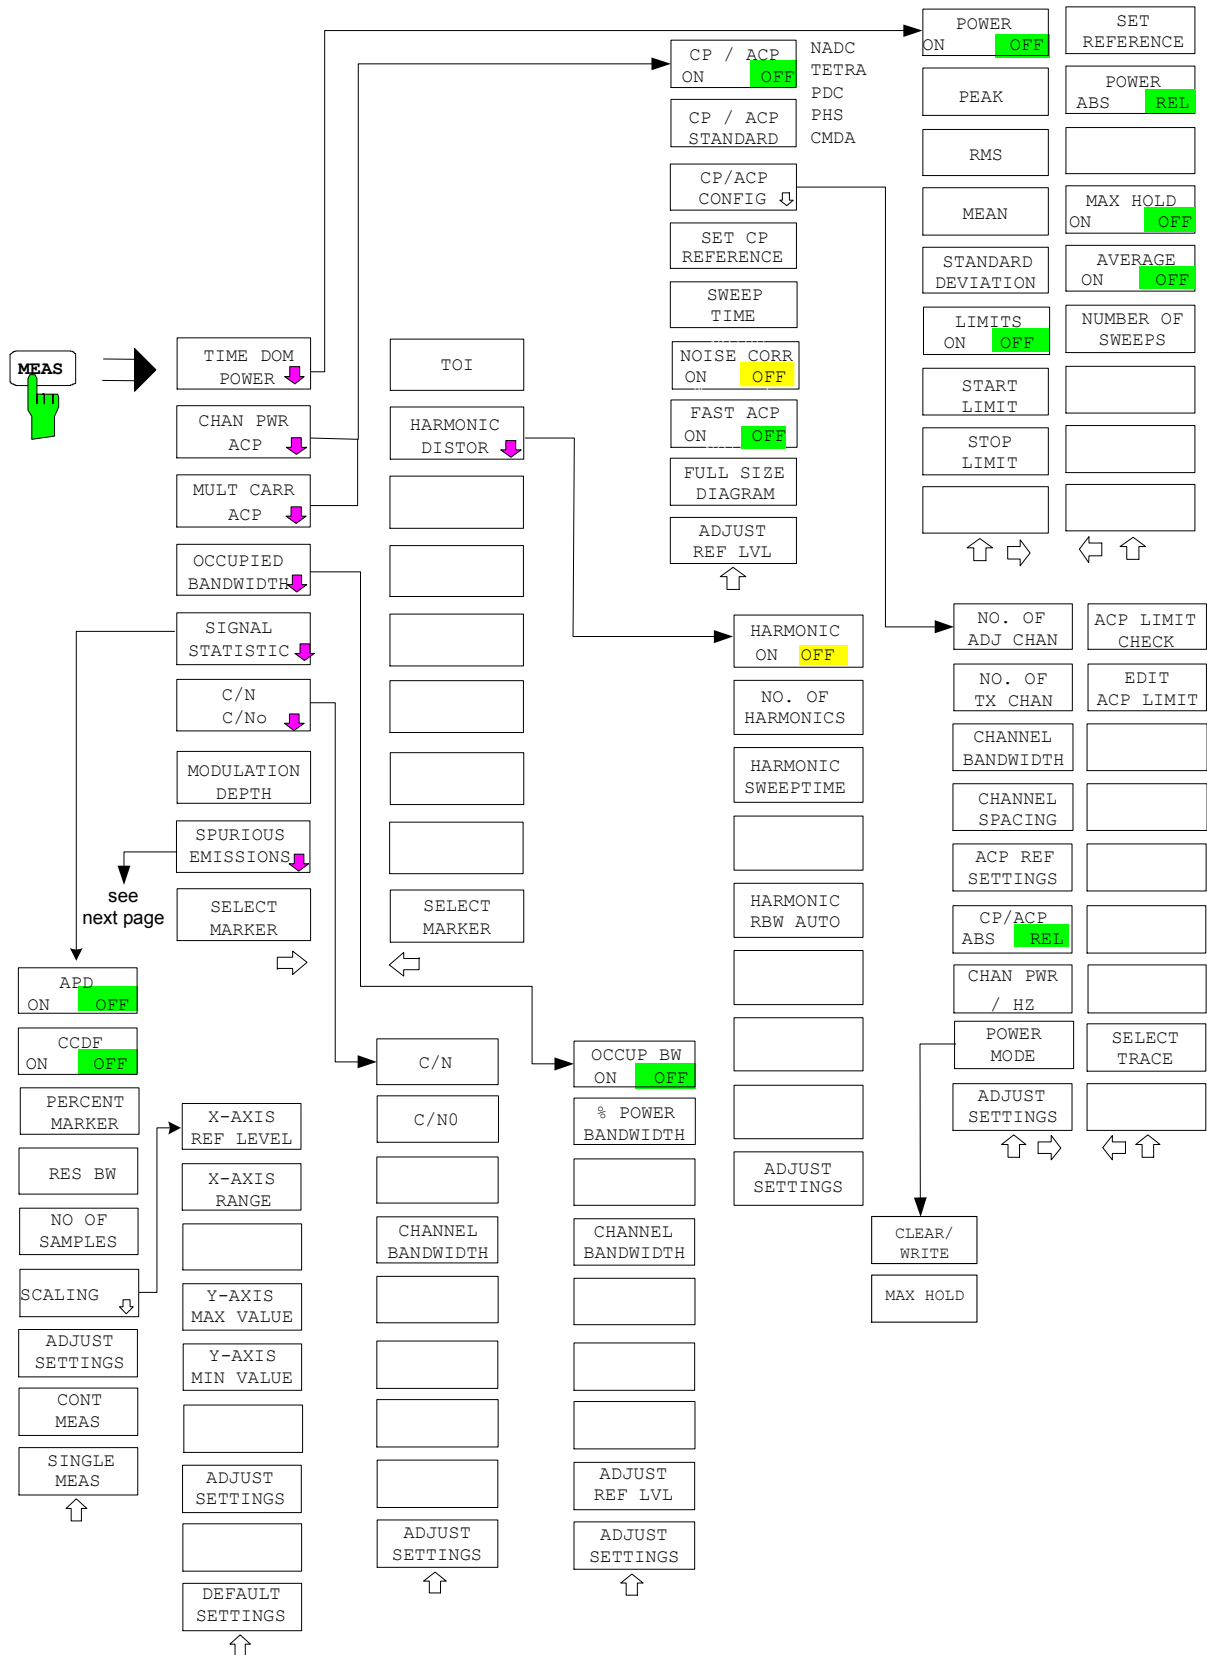 MEAS
TIME DOM
POWER
CHAN PWR
ACP
MULT CARR
ACP
OCCUPIED
BANDWIDTH
SIGNAL
STATISTIC
C/N
C/No
MODULATION
DEPTH
SPURIOUS
EMISSIONS
see
next page
SELECT
MARKER
TOI
HARMONIC
DISTOR
SELECT
MARKER
CP / ACP
ON OFF
CP / ACP
STANDARD
NADC
TETRA
PDC
PHS
CMDA
CP/ACP
CONFIG
SET CP
REFERENCE
SWEEP
TIME
NOISE CORR
ON OFF
FAST ACP
ON OFF
FULL SIZE
DIAGRAM
ADJUST
REF LVL
POWER
ON OFF
PEAK
RMS
MEAN
STANDARD
DEVIATION
LIMITS
ON OFF
START
LIMIT
STOP
LIMIT
SET
REFERENCE
POWER
ABS REL
MAX HOLD
ON OFF
AVERAGE
ON OFF
NUMBER OF
SWEEPS
HARMONIC
ON OFF
NO. OF
HARMONICS
HARMONIC
SWEEPTIME
HARMONIC
RBW AUTO
ADJUST
SETTINGS
NO. OF
ADJ CHAN
NO. OF
TX CHAN
CHANNEL
BANDWIDTH
CHANNEL
SPACING
ACP REF
SETTINGS
CP/ACP
ABS REL
CHAN PWR
/ HZ
POWER
MODE
ADJUST
SETTINGS
ACP LIMIT
CHECK
EDIT
ACP LIMIT
SELECT
TRACE
CLEAR/
WRITE
MAX HOLD
APD
ON OFF
CCDF
ON OFF
PERCENT
MARKER
RES BW
NO OF
SAMPLES
SCALING
ADJUST
SETTINGS
CONT
MEAS
SINGLE
MEAS
X-AXIS
REF LEVEL
X-AXIS
RANGE
Y-AXIS
MAX VALUE
Y-AXIS
MIN VALUE
ADJUST
SETTINGS
DEFAULT
SETTINGS
C/N
C/N0
CHANNEL
BANDWIDTH
ADJUST
SETTINGS
OCCUP BW
ON OFF
% POWER
BANDWIDTH
CHANNEL
BANDWIDTH
ADJUST
REF LVL
ADJUST
SETTINGS